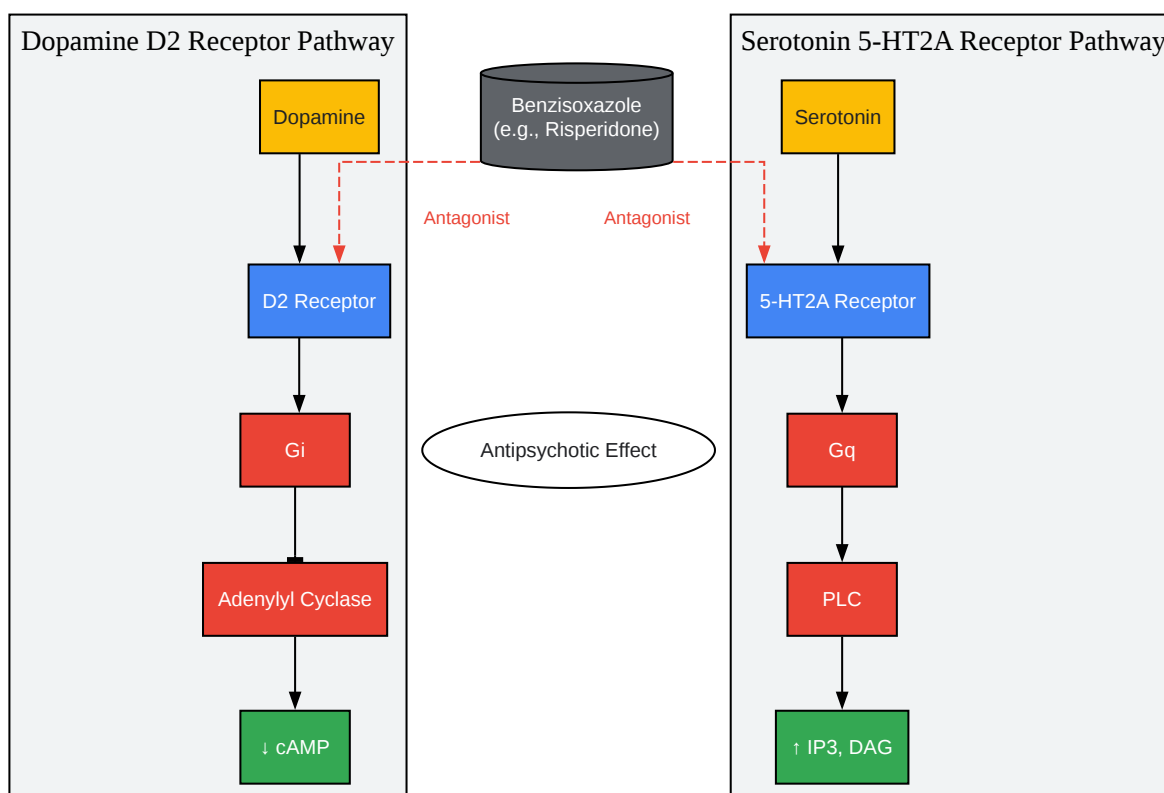 Dopamine D2 Receptor Pathway
Serotonin 5-HT2A Receptor Pathway
Dopamine
Benzisoxazole
(e.g., Risperidone)
Serotonin
Antagonist
Antagonist
D2 Receptor
5-HT2A Receptor
Gi
Antipsychotic Effect
Gq
Adenylyl Cyclase
PLC
↓ cAMP
↑ IP3, DAG